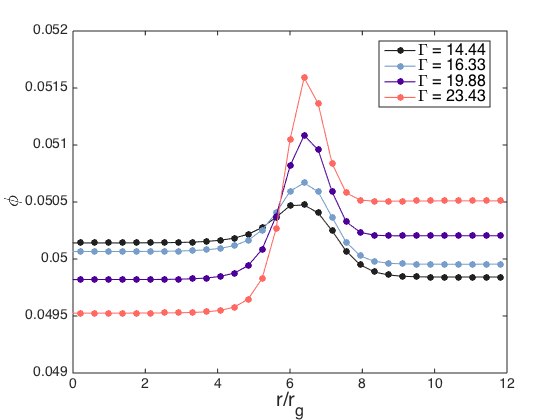 0.052
0.0515
0.051
0.0505
0.05
0.0495
0.049
ϕ
Γ = 14.44
Γ = 16.33
Γ = 19.88
Γ = 23.43
0 2 4 6 8 10 12
r/r_g